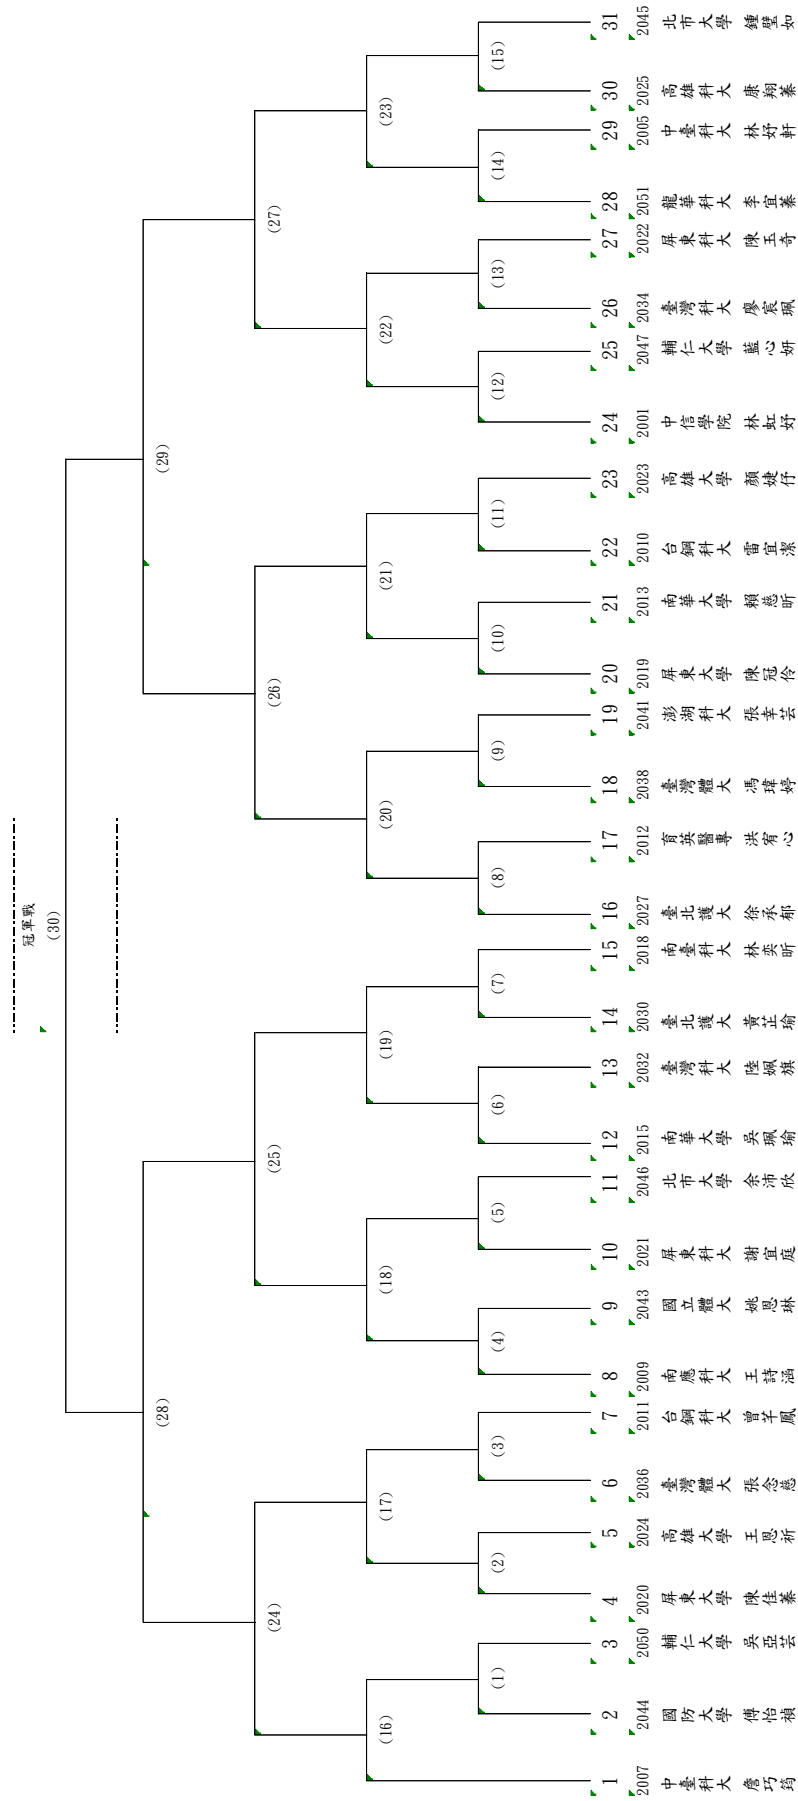 冠軍戰
(30)
(28)
(29)
(24)
(25)
(26)
(27)
(16)
(17)
(18)
(19)
(20)
(21)
(22)
(23)
(1)
(2)
(3)
(4)
(5)
(6)
(7)
(8)
(9)
(10)
(11)
(12)
(13)
(14)
(15)
1 2007 中臺科大 詹巧筠
2 2044 國防大學 傅怡禎
3 2050 輔仁大學 吳亞芸
4 2020 屏東大學 陳佳蓁
5 2024 高雄大學 王恩祈
6 2036 臺灣體大 張念慈
7 2011 台鋼科大 曾芊鳳
8 2009 南應科大 王詩涵
9 2043 國立體大 姚恩琳
10 2021 屏東科大 謝宜庭
11 2046 北市大學 余沛欣
12 2015 南華大學 吳珮瑜
13 2032 臺灣科大 陸姵旗
14 2030 臺北護大 黃芷瑜
15 2018 南臺科大 林奕昕
16 2027 臺北護大 徐承郁
17 2012 育英醫專 洪宥心
18 2038 臺灣體大 馮瑋婷
19 2041 澎湖科大 張幸芸
20 2019 屏東大學 陳冠伶
21 2013 南華大學 賴慈昕
22 2010 台鋼科大 雷宜潔
23 2023 高雄大學 顏婕伃
24 2001 中信學院 林虹妤
25 2047 輔仁大學 藍心妍
26 2034 臺灣科大 廖宸珮
27 2022 屏東科大 陳玉奇
28 2051 龍華科大 李宜蓁
29 2005 中臺科大 林妤軒
30 2025 高雄科大 康翔蓁
31 2045 北市大學 鍾璧如